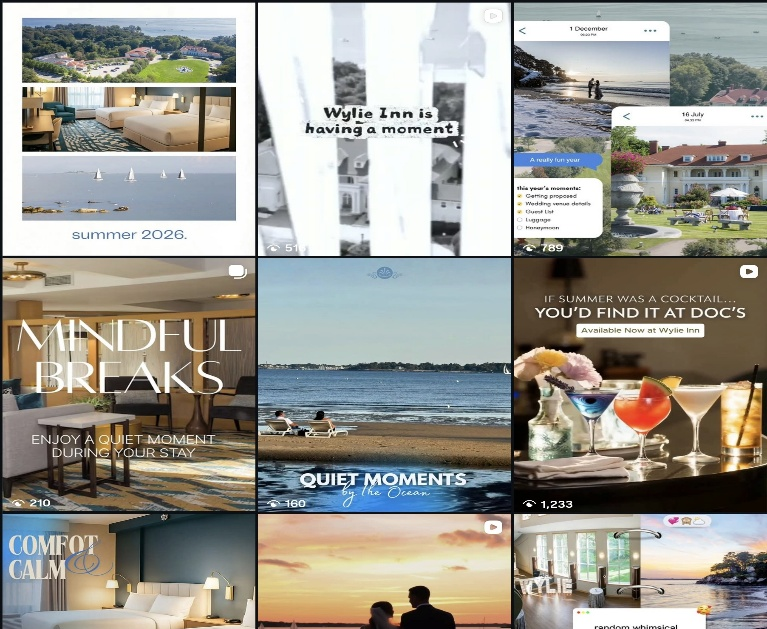 summer 2026.
Wylie Inn is
having a moment
510
1 December
16 July
A really fun year
this year's moments:
Getting proposed
Wedding venue details
Guest List
Luggage
Honeymoon
789
MINDFUL
BREAKS
ENJOY A QUIET MOMENT
DURING YOUR STAY
210
QUIET MOMENTS
by the Ocean
160
IF SUMMER WAS A COCKTAIL...
YOU'D FIND IT AT DOC'S
Available Now at Wylie Inn
1,233
COMFOT
&
CALM
WYLIE
random whimsical